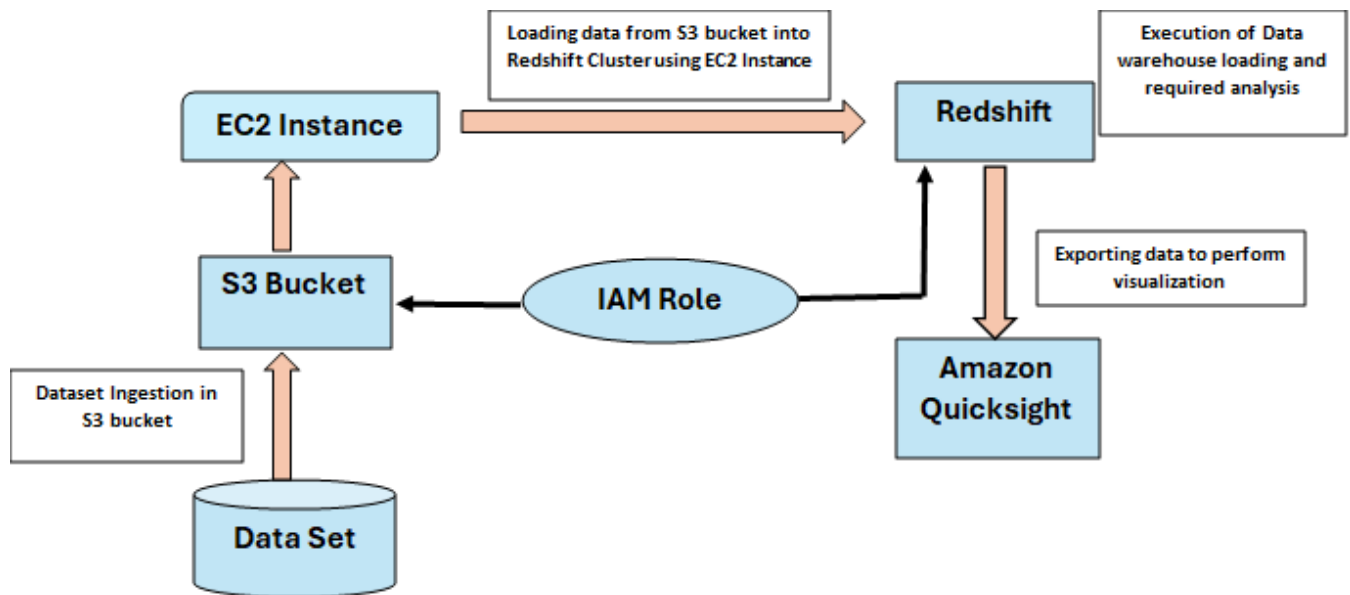 Loading data from S3 bucket into
Redshift Cluster using EC2 Instance
Execution of Data
warehouse loading and
required analysis
EC2 Instance
Redshift
S3 Bucket
IAM Role
Exporting data to perform
visualization
Dataset Ingestion in
S3 bucket
Amazon
Quicksight
Data Set